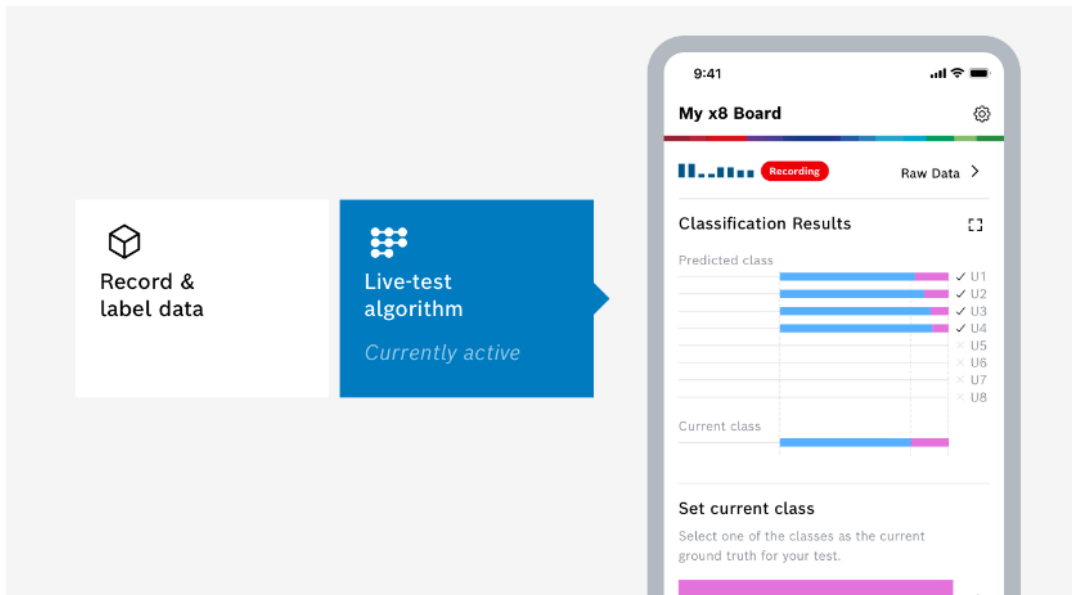 Record &
label data
Live-test
algorithm
Currently active
9:41
My x8 Board
Recording
Raw Data
Classification Results
Predicted class
U1
U2
U3
U4
U5
U6
U7
U8
Current class
Set current class
Select one of the classes as the current
ground truth for your test.